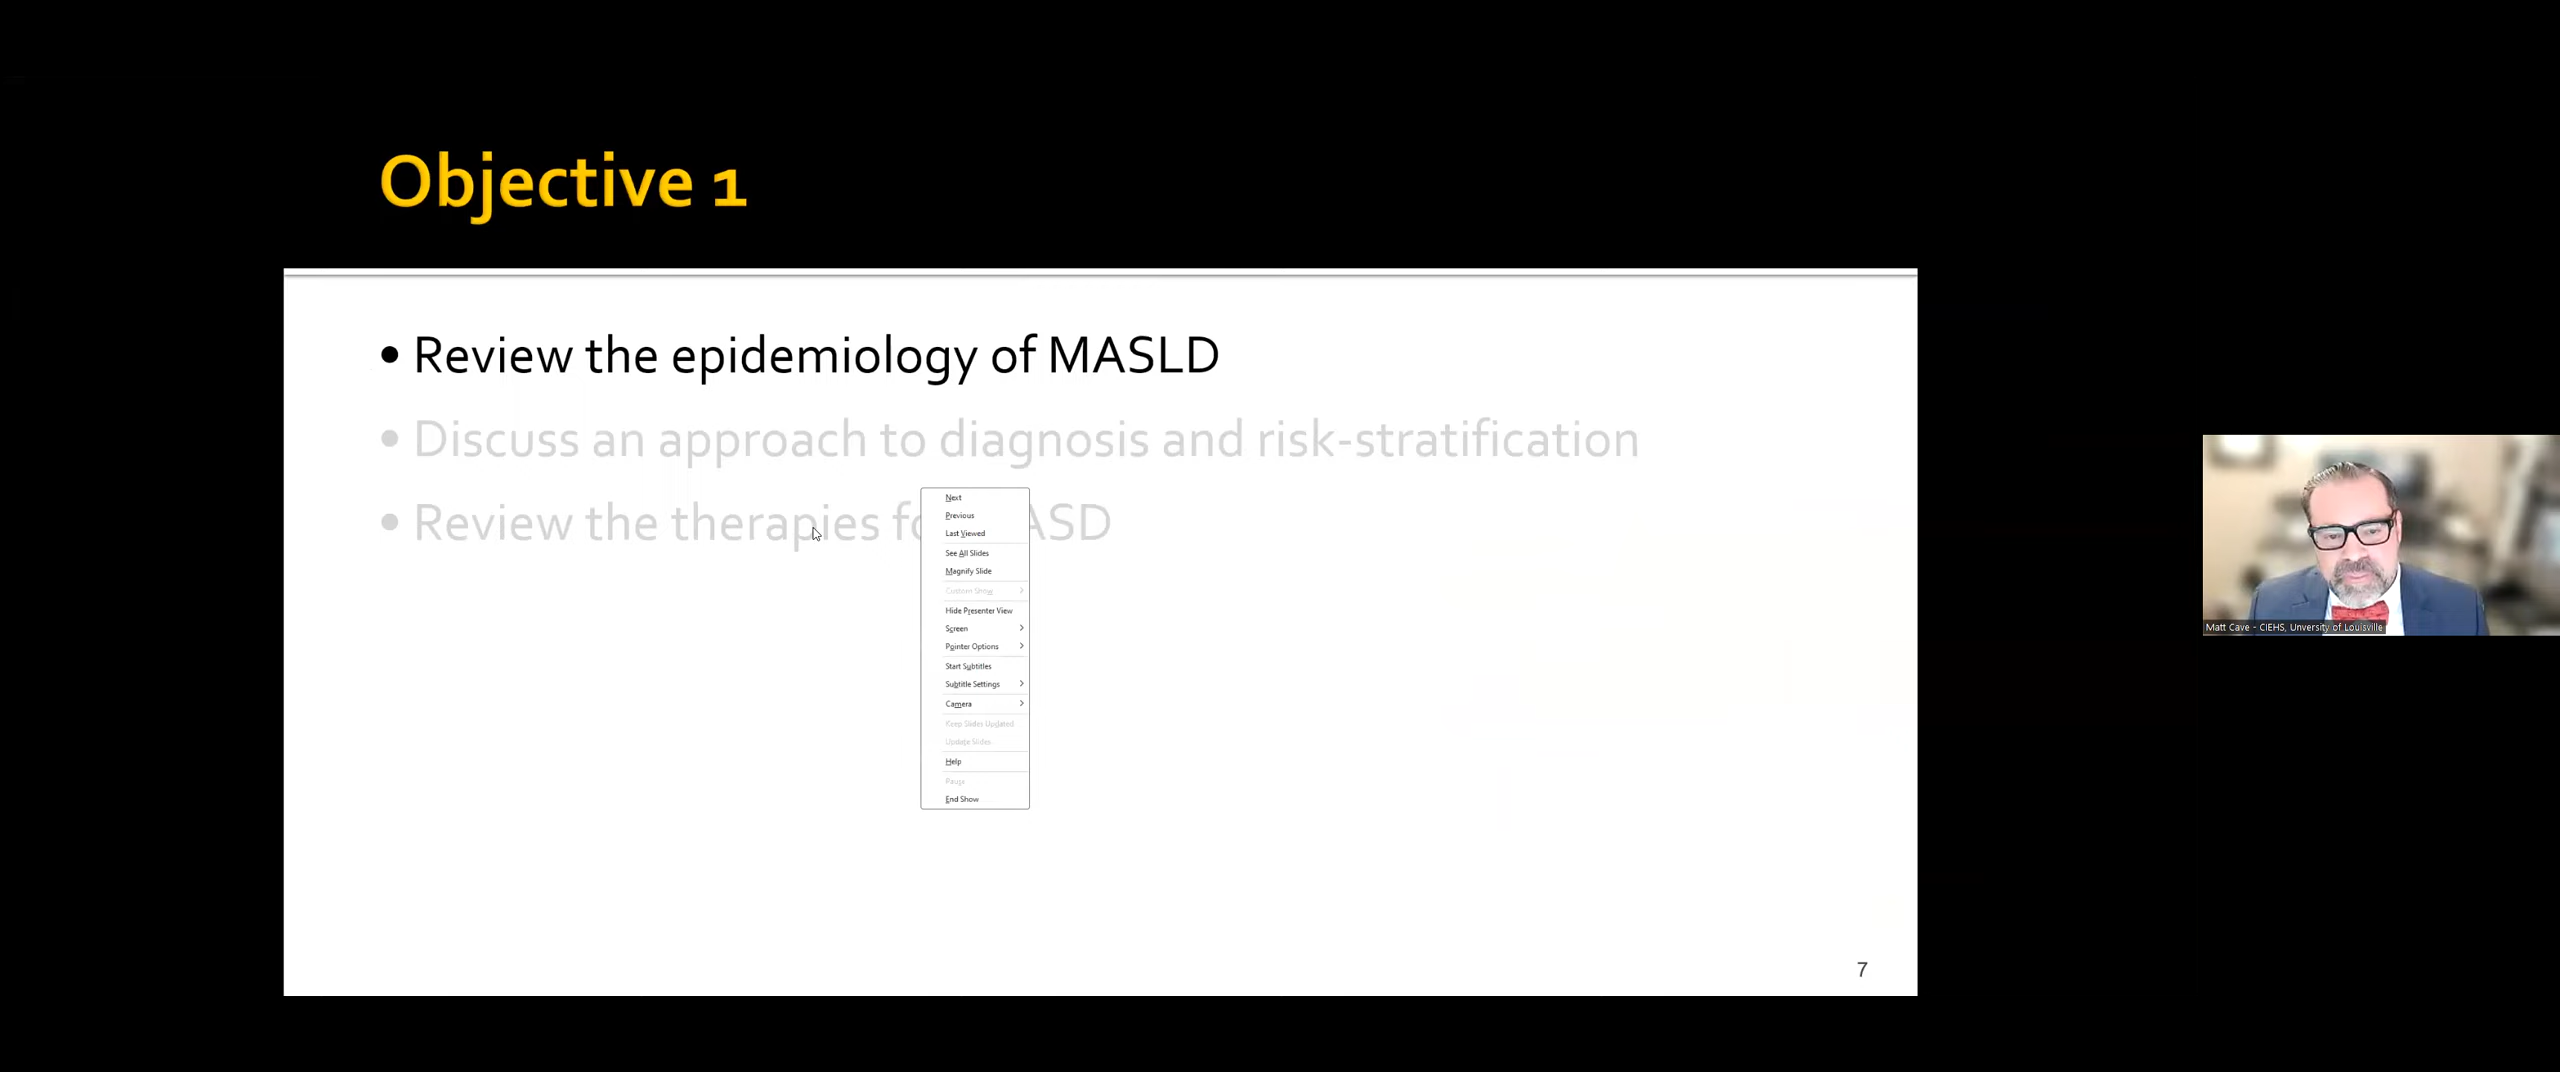 Objective 1
• Review the epidemiology of MASLD
• Discuss an approach to diagnosis and risk-stratification
• Review the therapies fo ASD
Next
Previous
Last Viewed
See All Slides
Magnify Slide
Custom Show
Hide Presenter View
Screen
Pointer Options
Start Subtitles
Subtitle Settings
Camera
Keep Slides Updated
Update Slides
Help
Pause
End Show
7
Matt Cave - CIEHS, Unversity of Louisville